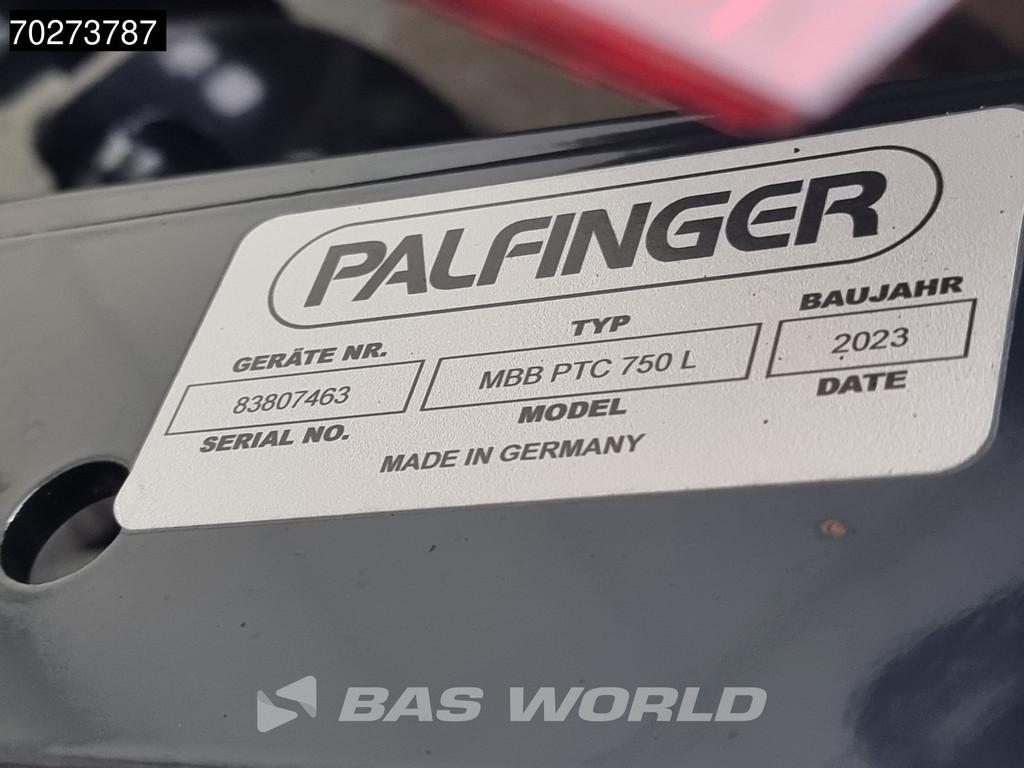 70273787
PALFINGER
GERÄTE NR. TYP BAUJAHR
83807463 MBB PTC 750 L 2023
SERIAL NO. MODEL DATE
MADE IN GERMANY
BAS WORLD